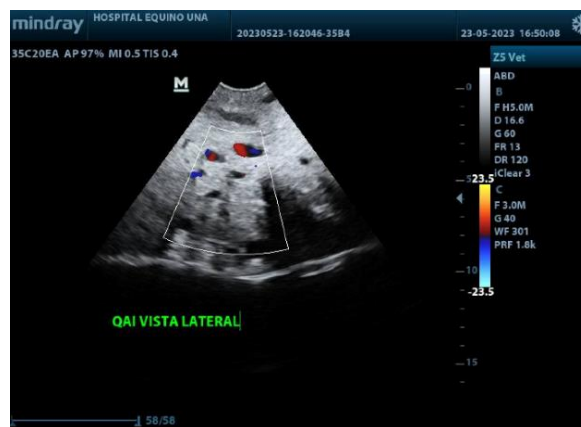 mindray
HOSPITAL EQUINO UNA
20230523-162046-35B4
23-05-2023 16:50:08
35C20EA AP 97% MI 0.5 TIS 0.4
Z5 Vet
M
ABD
B
F H5.0M
D 16.6
G 60
FR 13
DR 120
iClear 3
C
F 3.0M
G 40
WF 301
PRF 1.8k
0
5
10
15
23.5
-23.5
QAI VISTA LATERAL
58/58